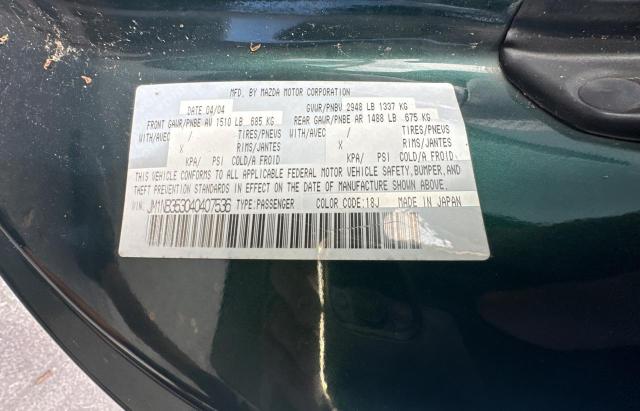 MFD. BY MAZDA MOTOR CORPORATION
DATE 04/04 GVWR/PNBV 2948 LB 1337 KG
FRONT GAWR/PNBE AV 1510 LB 685 KG REAR GAWR/PNBE AR 1488 LB 675 KG
WITH/AVEC / TIRES/PNEUS WITH/AVEC / TIRES/PNEUS
X RIMS/JANTES X RIMS/JANTES
KPA/ PSI COLD/A FROID KPA/ PSI COLD/A FROID
THIS VEHICLE CONFORMS TO ALL APPLICABLE FEDERAL MOTOR VEHICLE SAFETY, BUMPER, AND
THEFT PREVENTION STANDARDS IN EFFECT ON THE DATE OF MANUFACTURE SHOWN ABOVE.
VIN: JM1NB353040407536 TYPE:PASSENGER COLOR CODE:18J MADE IN JAPAN